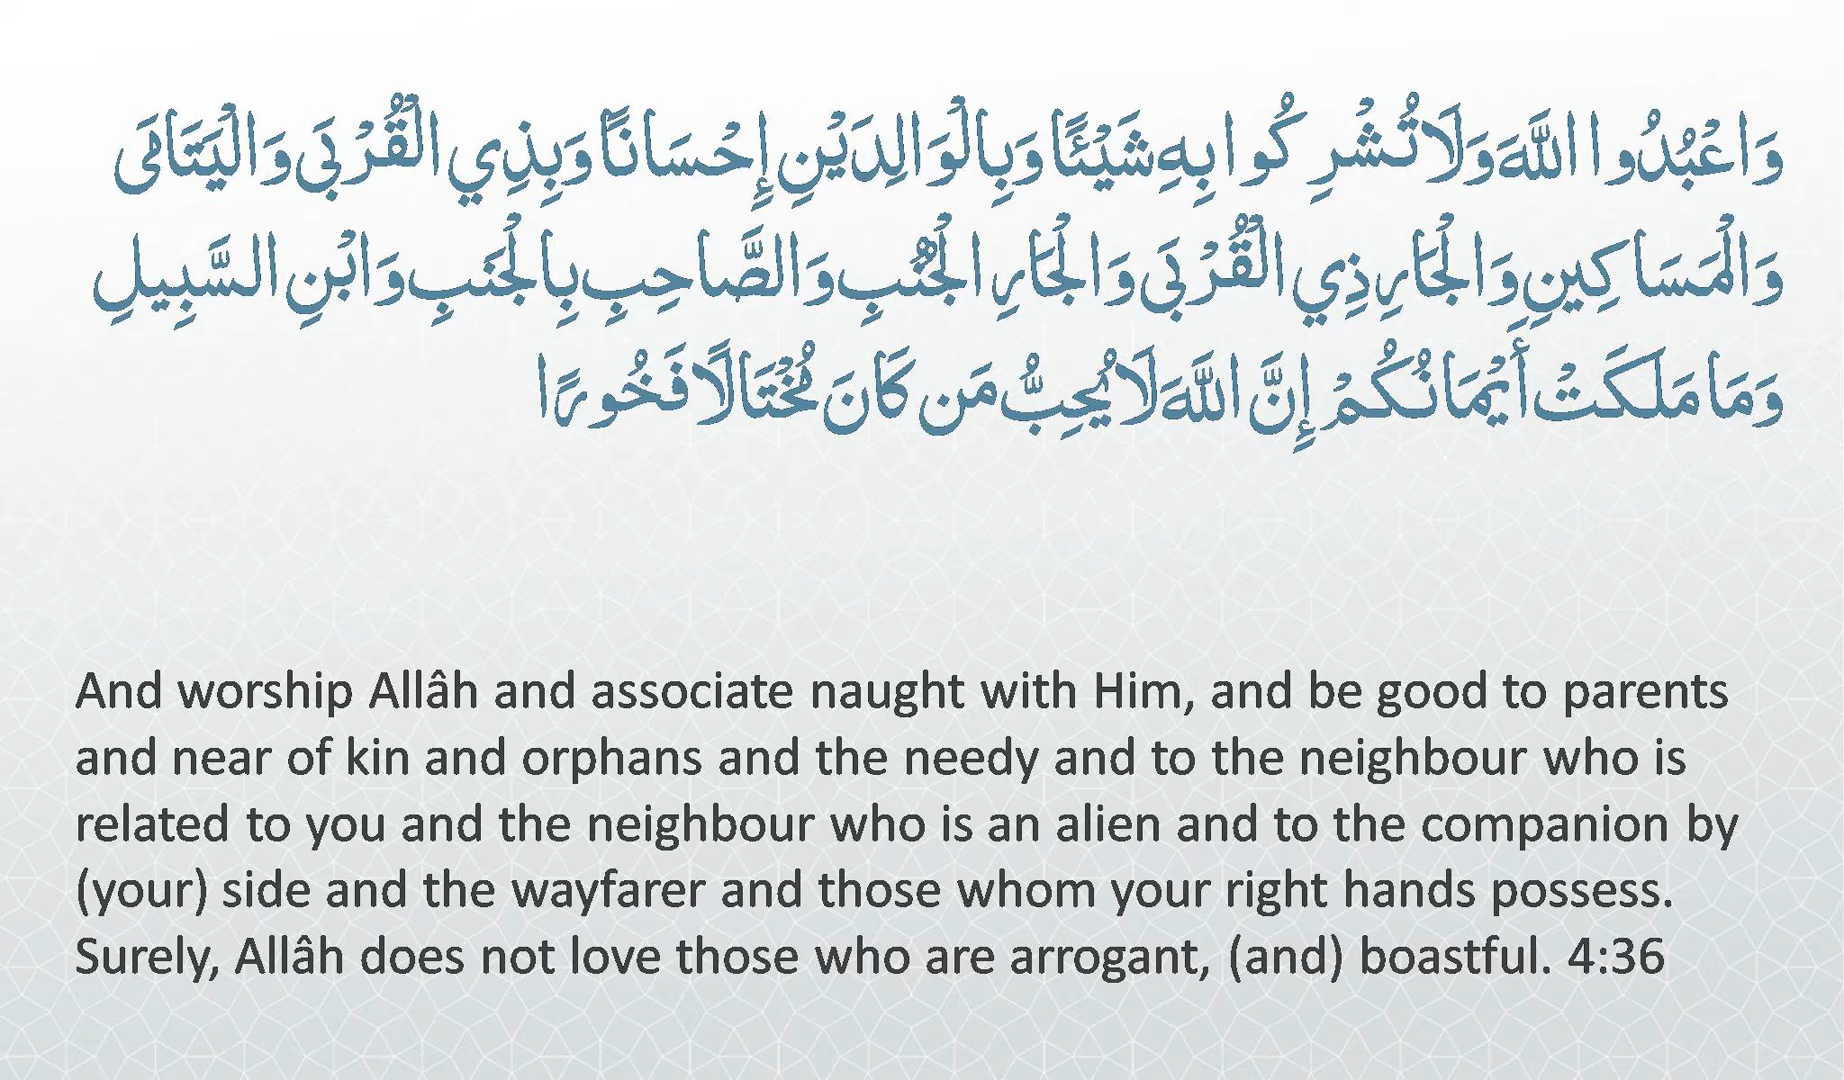 وَاعْبُدُوا اللَّهَ وَلَا تُشْرِكُوا بِهِ شَيْئًا وَبِالْوَالِدَيْنِ إِحْسَانًا وَبِذِي الْقُرْبَىٰ وَالْيَتَامَىٰ
وَالْمَسَاكِينِ وَالْجَارِ ذِي الْقُرْبَىٰ وَالْجَارِ الْجُنُبِ وَالصَّاحِبِ بِالْجَنبِ وَابْنِ السَّبِيلِ
وَمَا مَلَكَتْ أَيْمَانُكُمْ إِنَّ اللَّهَ لَا يُحِبُّ مَن كَانَ مُخْتَالًا فَخُورًا
And worship Allâh and associate naught with Him, and be good to parents
and near of kin and orphans and the needy and to the neighbour who is
related to you and the neighbour who is an alien and to the companion by
(your) side and the wayfarer and those whom your right hands possess.
Surely, Allâh does not love those who are arrogant, (and) boastful. 4:36